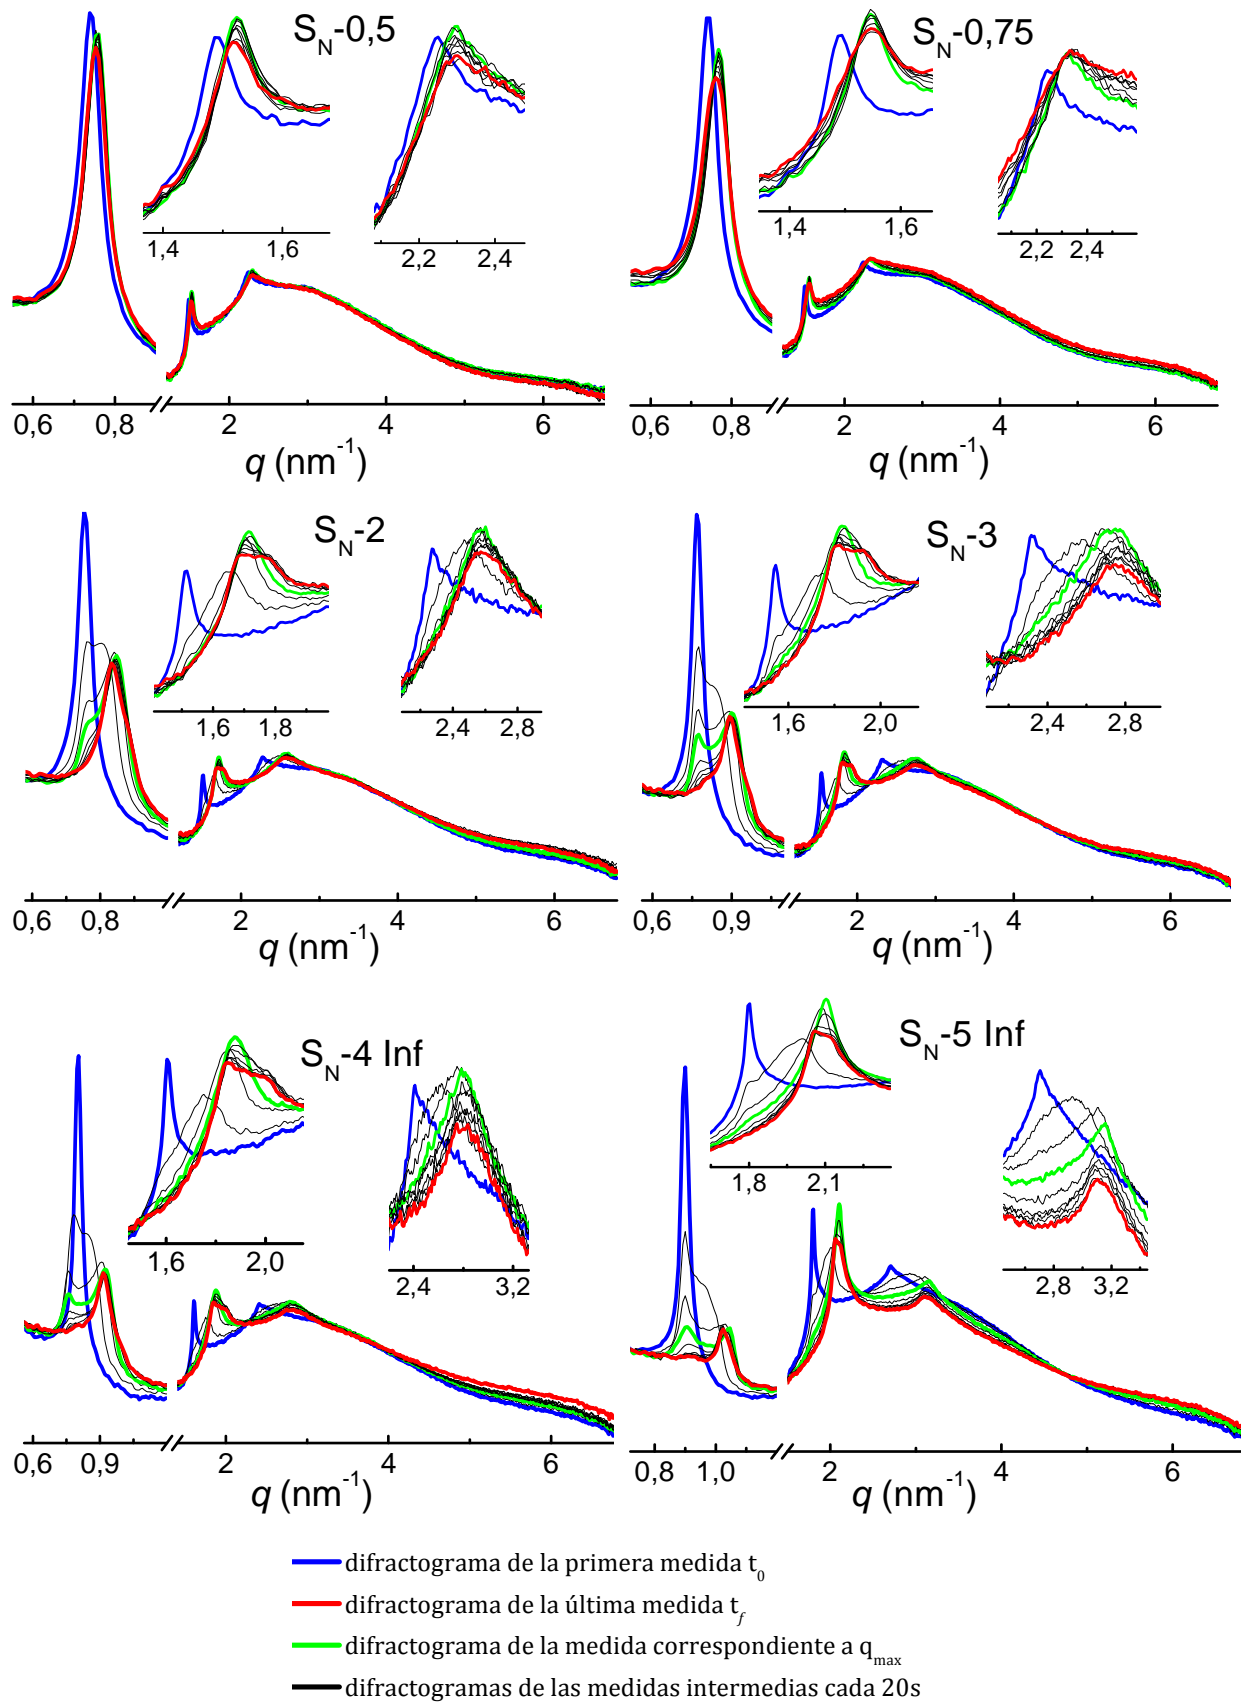 S_N-0,5
S_N-0,75
1,4 1,6
2,2 2,4
1,4 1,6
2,2 2,4
0,6 0,8 2 4 6
0,6 0,8 2 4 6
q (nm⁻¹)
q (nm⁻¹)
S_N-2
S_N-3
1,6 1,8
2,4 2,8
1,6 2,0
2,4 2,8
0,6 0,8 2 4 6
0,6 0,9 2 4 6
q (nm⁻¹)
q (nm⁻¹)
S_N-4 Inf
S_N-5 Inf
1,8 2,1
1,6 2,0
2,4 3,2
2,8 3,2
0,6 0,9 2 4 6
0,8 1,0 2 4 6
q (nm⁻¹)
q (nm⁻¹)
difractograma de la primera medida t_0
difractograma de la última medida t_f
difractograma de la medida correspondiente a q_max
difractogramas de las medidas intermedias cada 20s